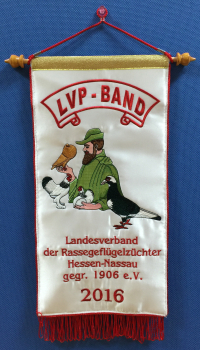 LVP - BAND
Landesverband
der Rassegeflügelzüchter
Hessen-Nassau
gegr. 1906 e.V.
2016